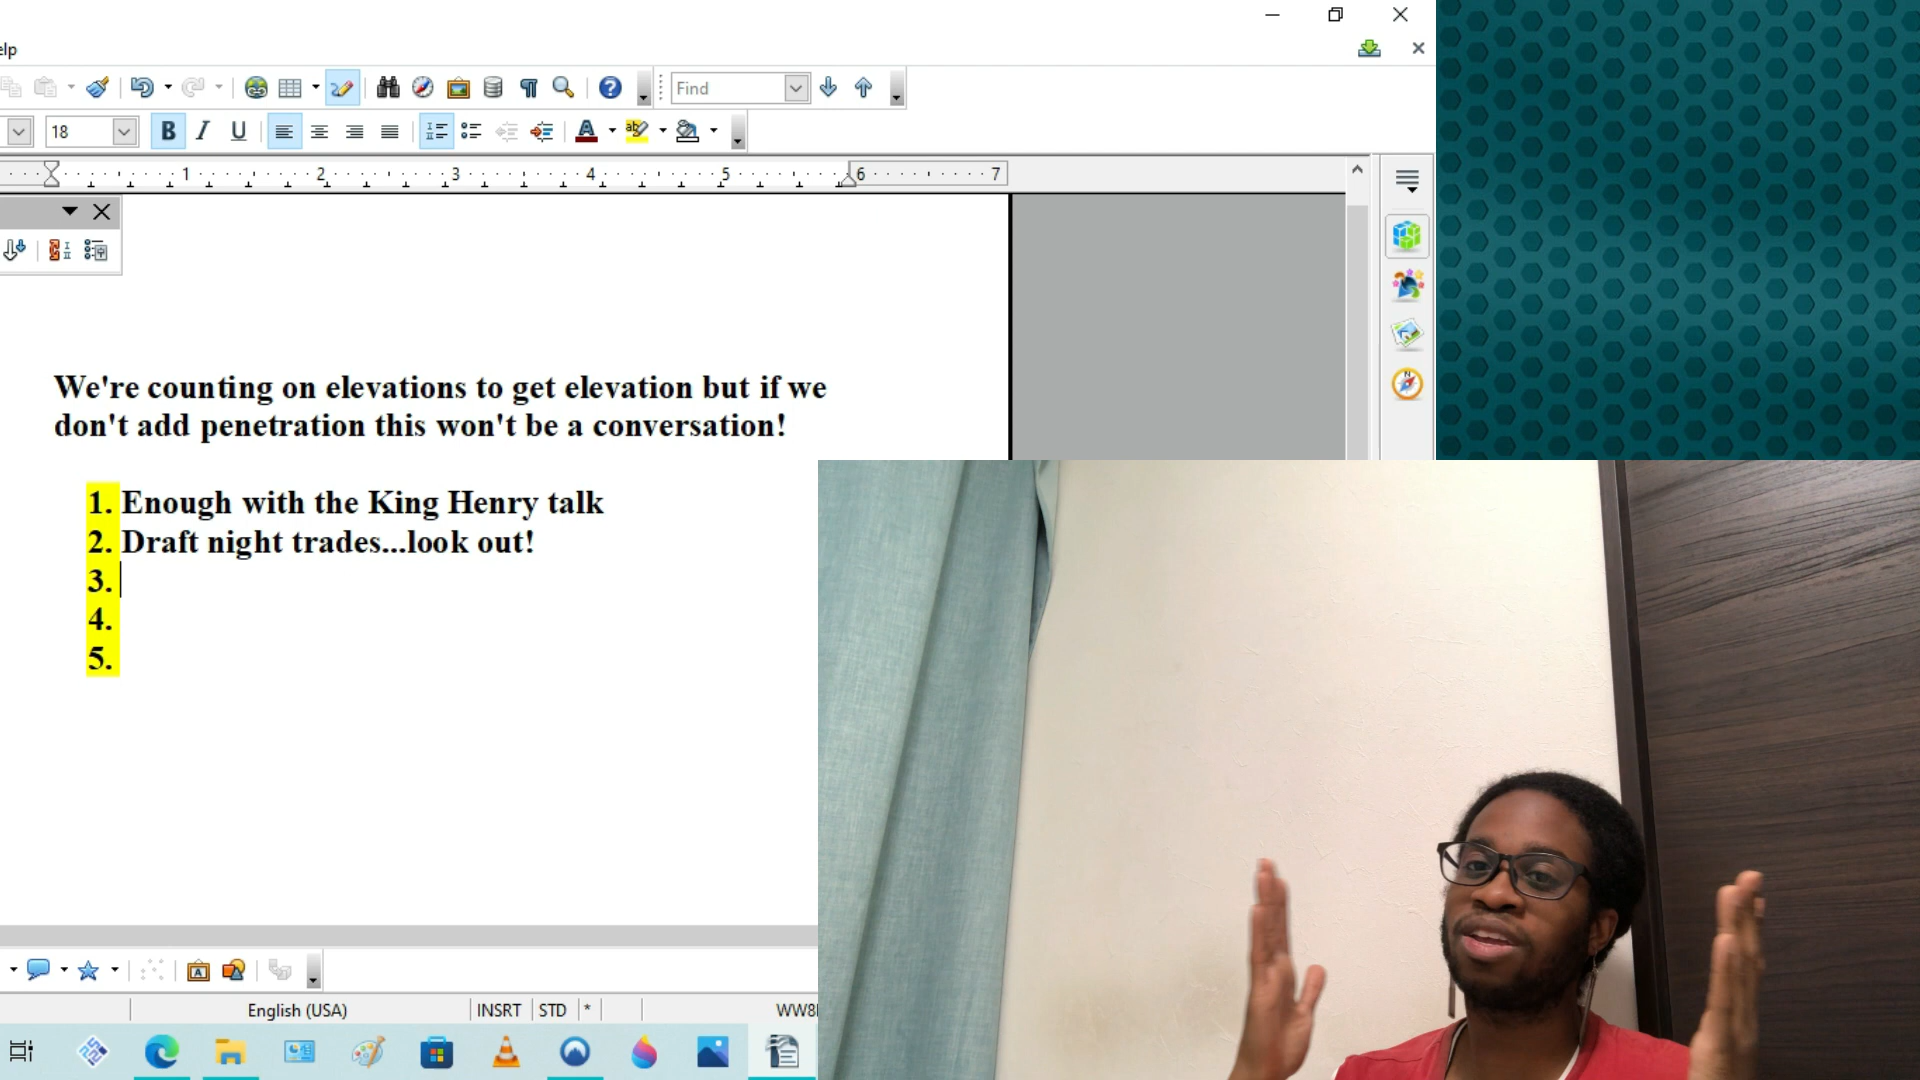 elp
Find
18
1 2 3 4 5 6 7
We're counting on elevations to get elevation but if we
don't add penetration this won't be a conversation!
1. Enough with the King Henry talk
2. Draft night trades...look out!
3.
4.
5.
English (USA) INSRT STD * WW8